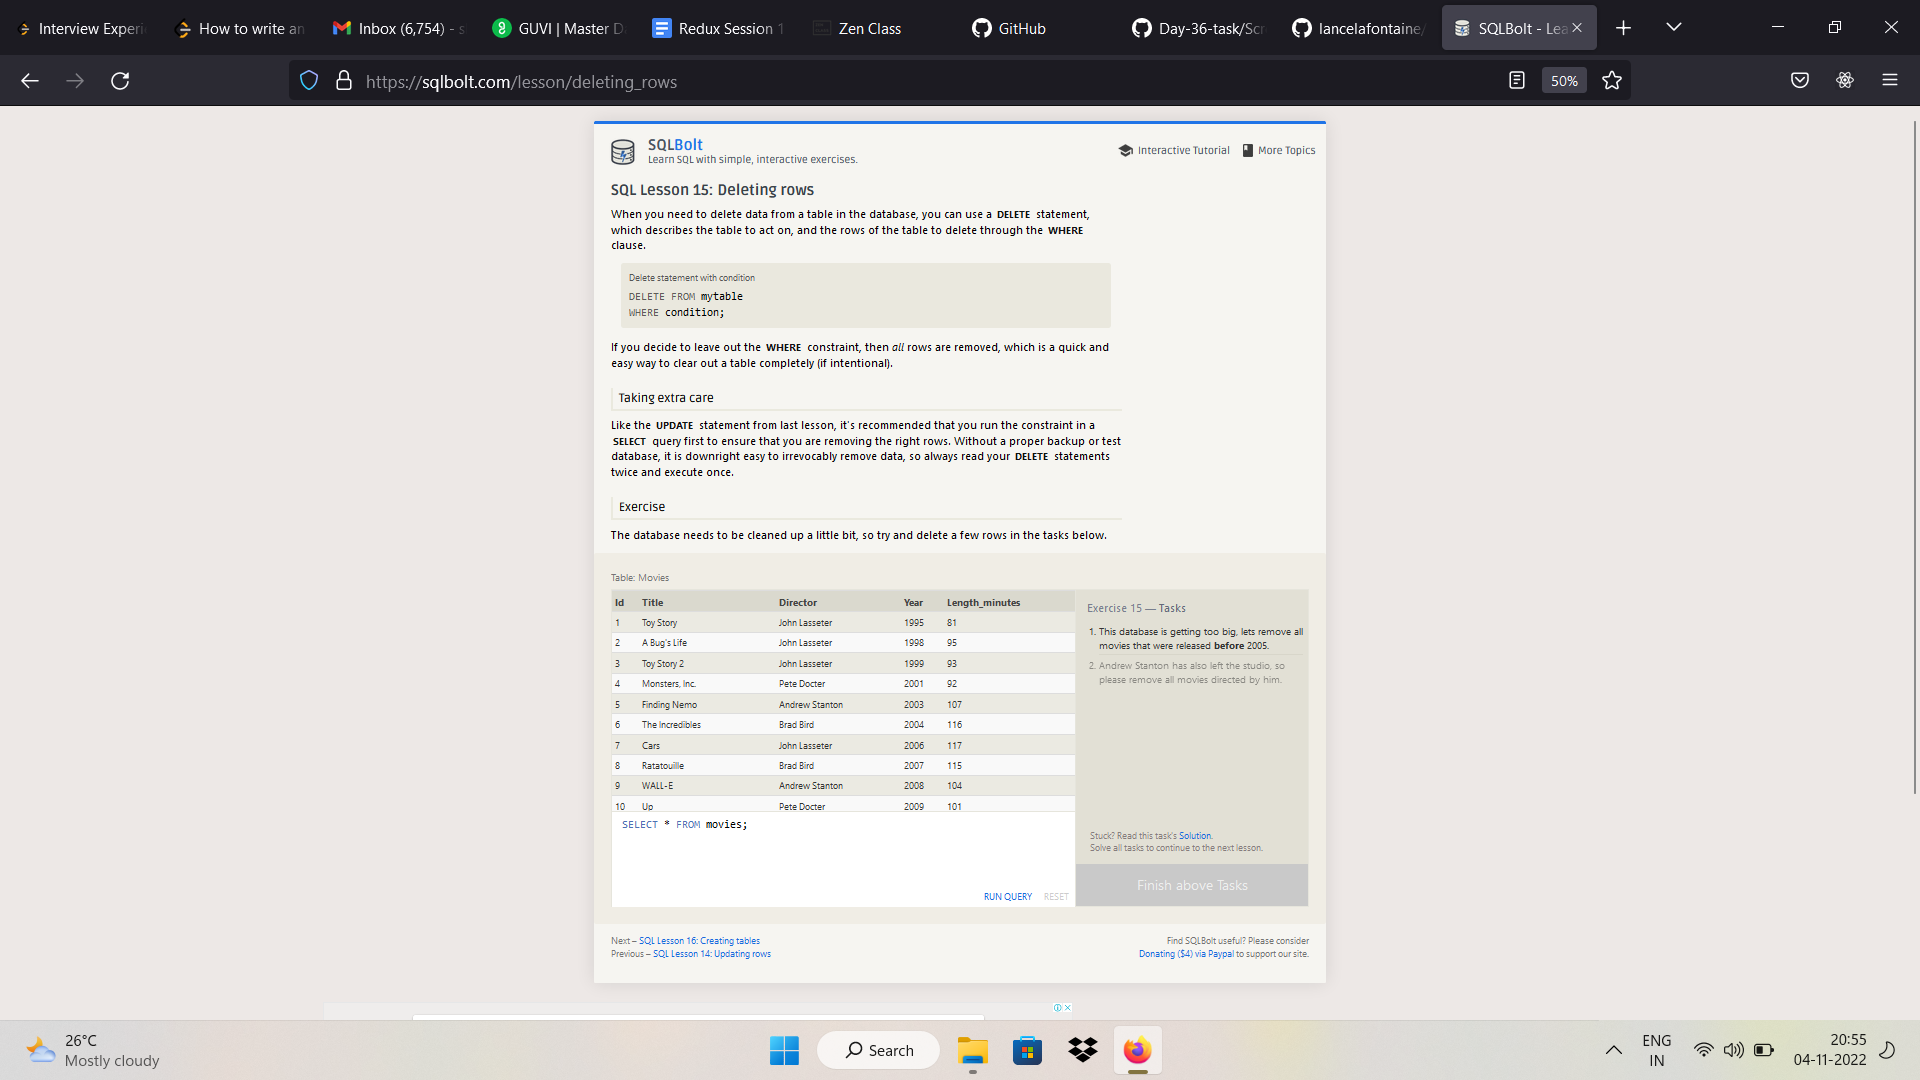 Interview Experi
How to write an
Inbox (6,754) - s
GUVI | Master D
Redux Session 1
Zen Class
GitHub
Day-36-task/Scr
lancelafontaine/
SQLBolt - Lea
https://sqlbolt.com/lesson/deleting_rows
50%
SQLBolt
Learn SQL with simple, interactive exercises.
Interactive Tutorial
More Topics
SQL Lesson 15: Deleting rows
When you need to delete data from a table in the database, you can use a DELETE statement,
which describes the table to act on, and the rows of the table to delete through the WHERE
clause.
Delete statement with condition
DELETE FROM mytable
WHERE condition;
If you decide to leave out the WHERE constraint, then all rows are removed, which is a quick and
easy way to clear out a table completely (if intentional).
Taking extra care
Like the UPDATE statement from last lesson, it's recommended that you run the constraint in a
SELECT query first to ensure that you are removing the right rows. Without a proper backup or test
database, it is downright easy to irrevocably remove data, so always read your DELETE statements
twice and execute once.
Exercise
The database needs to be cleaned up a little bit, so try and delete a few rows in the tasks below.
Table: Movies
Id Title Director Year Length_minutes
1 Toy Story John Lasseter 1995 81
2 A Bug's Life John Lasseter 1998 95
3 Toy Story 2 John Lasseter 1999 93
4 Monsters, Inc. Pete Docter 2001 92
5 Finding Nemo Andrew Stanton 2003 107
6 The Incredibles Brad Bird 2004 116
7 Cars John Lasseter 2006 117
8 Ratatouille Brad Bird 2007 115
9 WALL-E Andrew Stanton 2008 104
10 Up Pete Docter 2009 101
SELECT * FROM movies;
RUN QUERY RESET
Exercise 15 — Tasks
1. This database is getting too big, lets remove all
movies that were released before 2005.
2. Andrew Stanton has also left the studio, so
please remove all movies directed by him.
Stuck? Read this task's Solution.
Solve all tasks to continue to the next lesson.
Finish above Tasks
Next – SQL Lesson 16: Creating tables
Previous – SQL Lesson 14: Updating rows
Find SQLBolt useful? Please consider
Donating ($4) via Paypal to support our site.
26°C
Mostly cloudy
Search
ENG
IN
20:55
04-11-2022